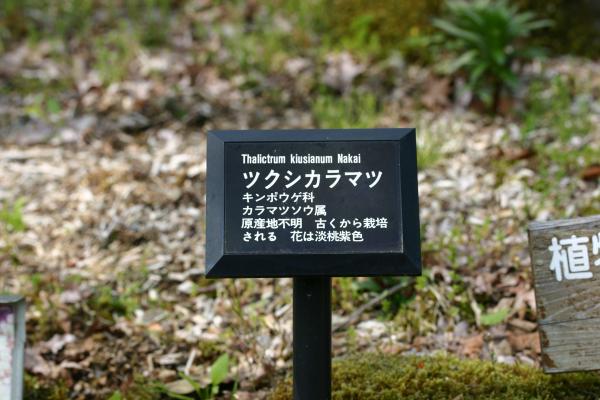 Thalictrum kiusianum Nakai
ツクシカラマツ
キンポウゲ科
カラマツソウ属
原産地不明　古くから栽培
される　花は淡桃紫色
植